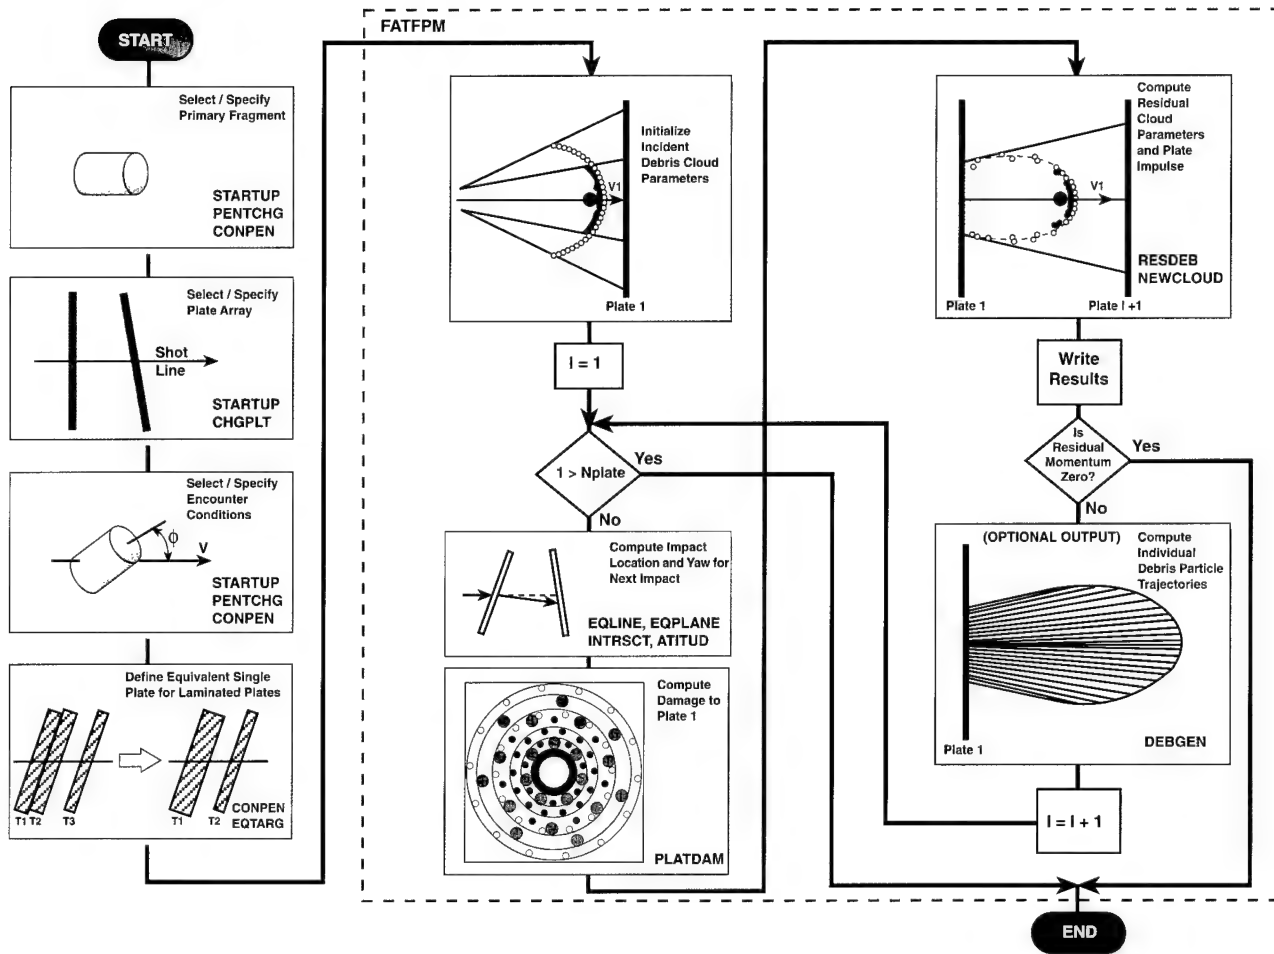 START
Select / Specify
Primary Fragment
STARTUP
PENTCHG
CONPEN
Select / Specify
Plate Array
Shot
Line
STARTUP
CHGPLT
Select / Specify
Encounter
Conditions
ϕ
V
STARTUP
PENTCHG
CONPEN
Define Equivalent Single
Plate for Laminated Plates
T1 T2 T3
T1 T2
CONPEN
EQTARG
FATFPM
Initialize
Incident
Debris Cloud
Parameters
V1
Plate 1
I = 1
1 > Nplate
Yes
No
Compute Impact
Location and Yaw for
Next Impact
EQLINE, EQPLANE
INTRSCT, ATITUD
Compute
Damage to
Plate 1
PLATDAM
Compute
Residual
Cloud
Parameters
and Plate
Impulse
V1
RESDEB
NEWCLOUD
Plate 1
Plate I +1
Write
Results
Is
Residual
Momentum
Zero?
Yes
No
(OPTIONAL OUTPUT)
Compute
Individual
Debris Particle
Trajectories
Plate 1
DEBGEN
I = I + 1
END